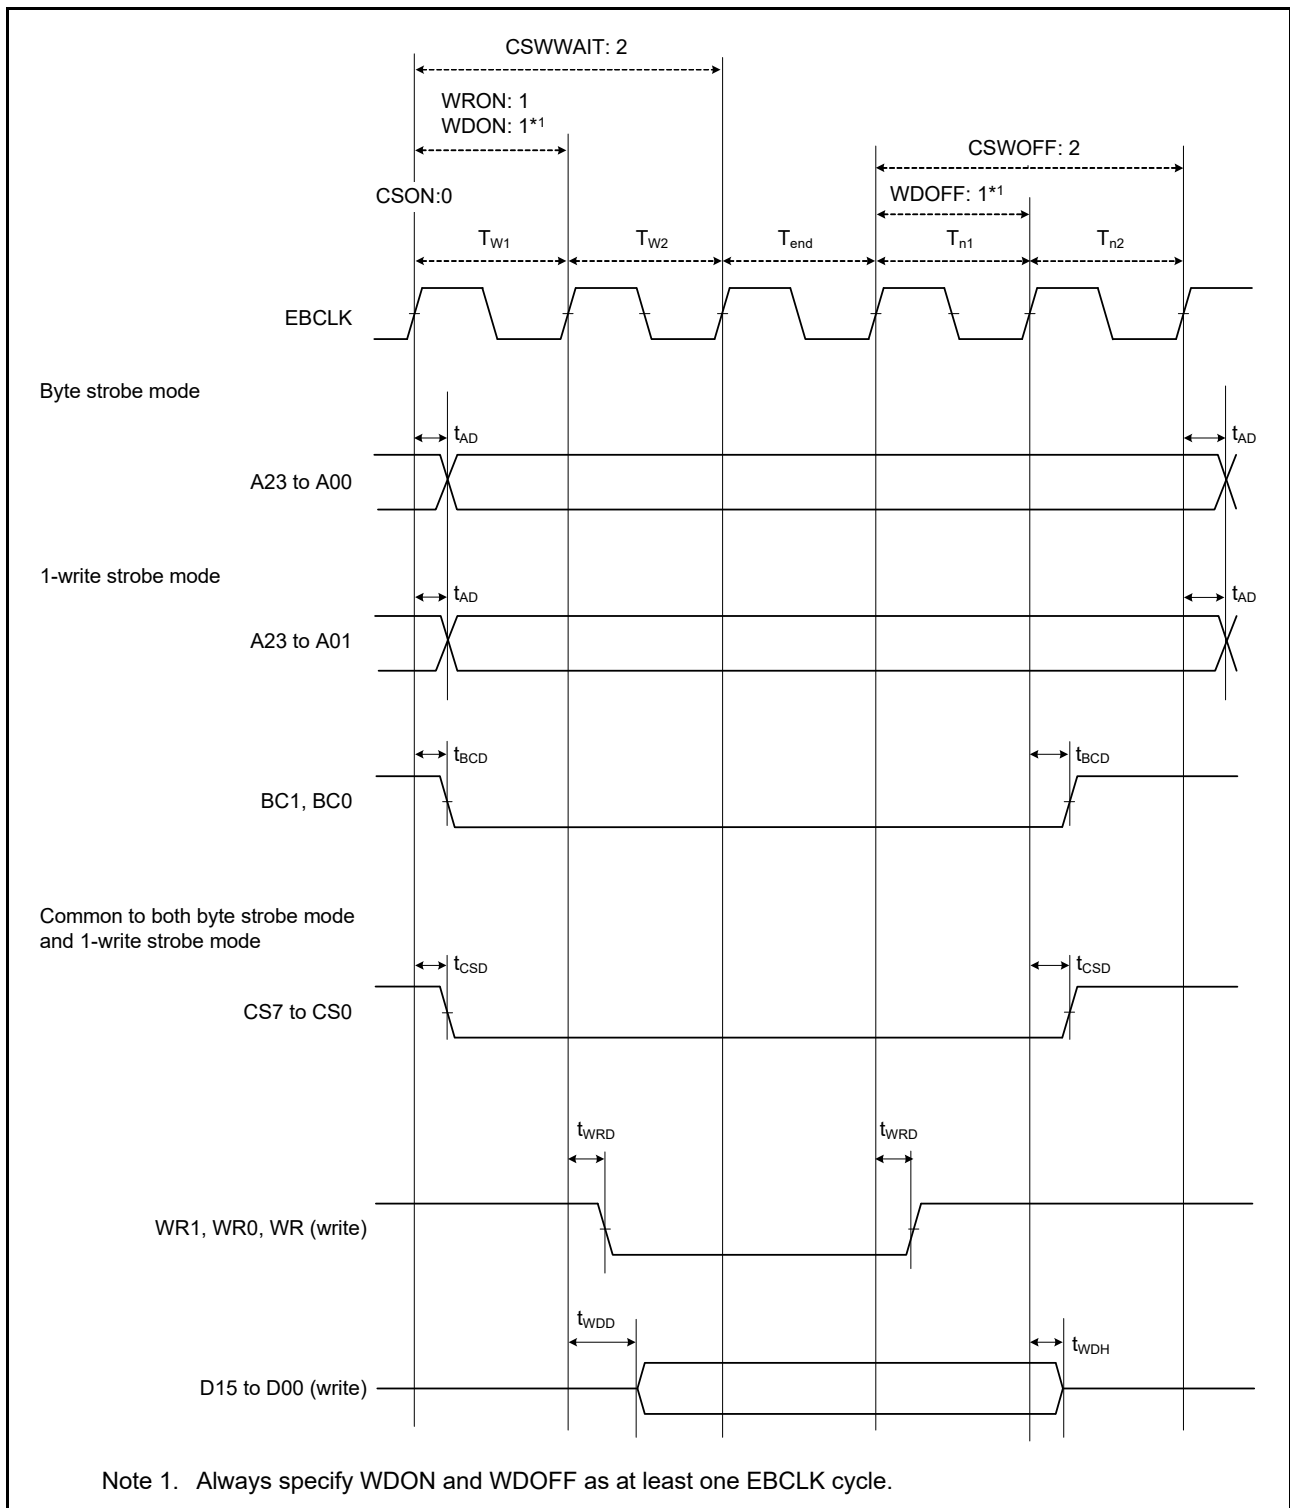 CSWWAIT: 2
WRON: 1
WDON: 1*1
CSWOFF: 2
CSON:0
WDOFF: 1*1
TW1 TW2 Tend Tn1 Tn2
EBCLK
Byte strobe mode
tAD tAD
A23 to A00
1-write strobe mode
tAD tAD
A23 to A01
tBCD tBCD
BC1, BC0
Common to both byte strobe mode
and 1-write strobe mode
tCSD tCSD
CS7 to CS0
tWRD tWRD
WR1, WR0, WR (write)
tWDD
tWDH
D15 to D00 (write)
Note 1. Always specify WDON and WDOFF as at least one EBCLK cycle.